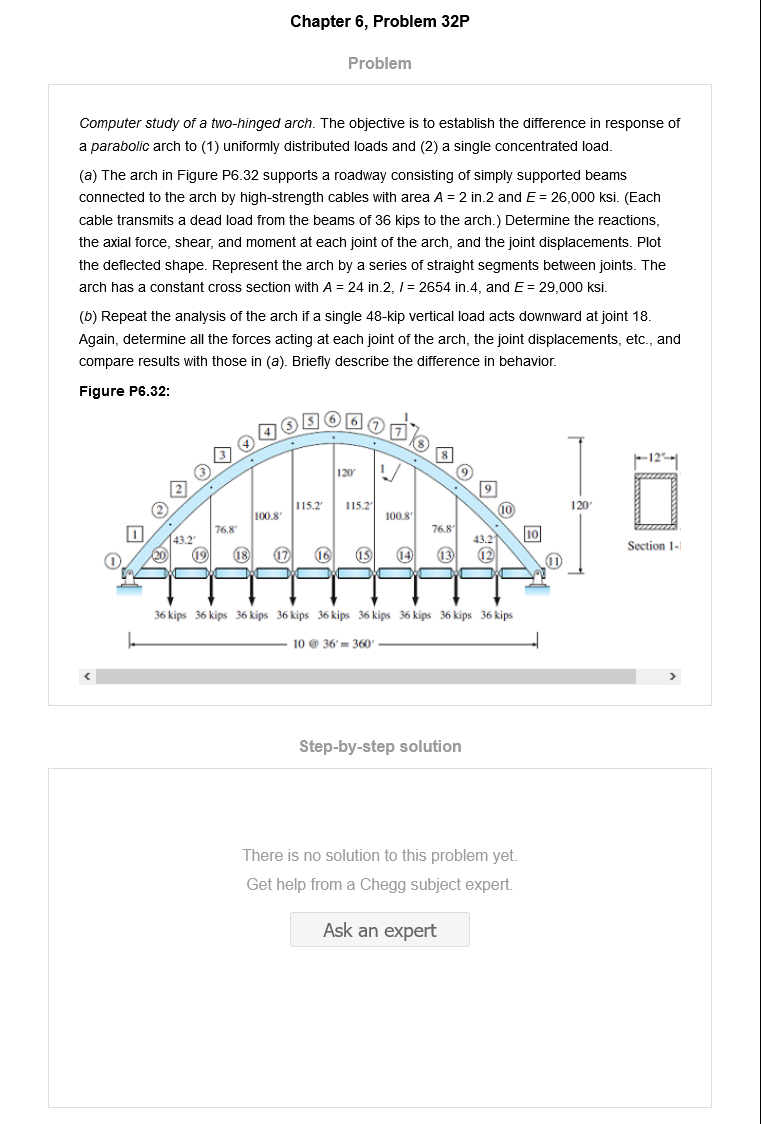 Chapter 6, Problem 32P
Problem
Computer study of a two-hinged arch. The objective is to establish the difference in response of
a parabolic arch to (1) uniformly distributed loads and (2) a single concentrated load.
(a) The arch in Figure P6.32 supports a roadway consisting of simply supported beams
connected to the arch by high-strength cables with area A = 2 in.2 and E = 26,000 ksi. (Each
cable transmits a dead load from the beams of 36 kips to the arch.) Determine the reactions,
the axial force, shear, and moment at each joint of the arch, and the joint displacements. Plot
the deflected shape. Represent the arch by a series of straight segments between joints. The
arch has a constant cross section with A = 24 in.2, I = 2654 in.4, and E = 29,000 ksi.
(b) Repeat the analysis of the arch if a single 48-kip vertical load acts downward at joint 18.
Again, determine all the forces acting at each joint of the arch, the joint displacements, etc., and
compare results with those in (a). Briefly describe the difference in behavior.
Figure P6.32:
4 5 5 6 6 7 7 1
3 4 8 8
3 120' 1 9 12"
2 9
2 100.8' 115.2' 115.2' 100.8' 10 120'
1 43.2' 76.8' 76.8' 43.2' 10
1 20 19 18 17 16 15 14 13 12 11
Section 1-1
36 kips 36 kips 36 kips 36 kips 36 kips 36 kips 36 kips 36 kips 36 kips
10 @ 36' = 360'
Step-by-step solution
There is no solution to this problem yet.
Get help from a Chegg subject expert.
Ask an expert